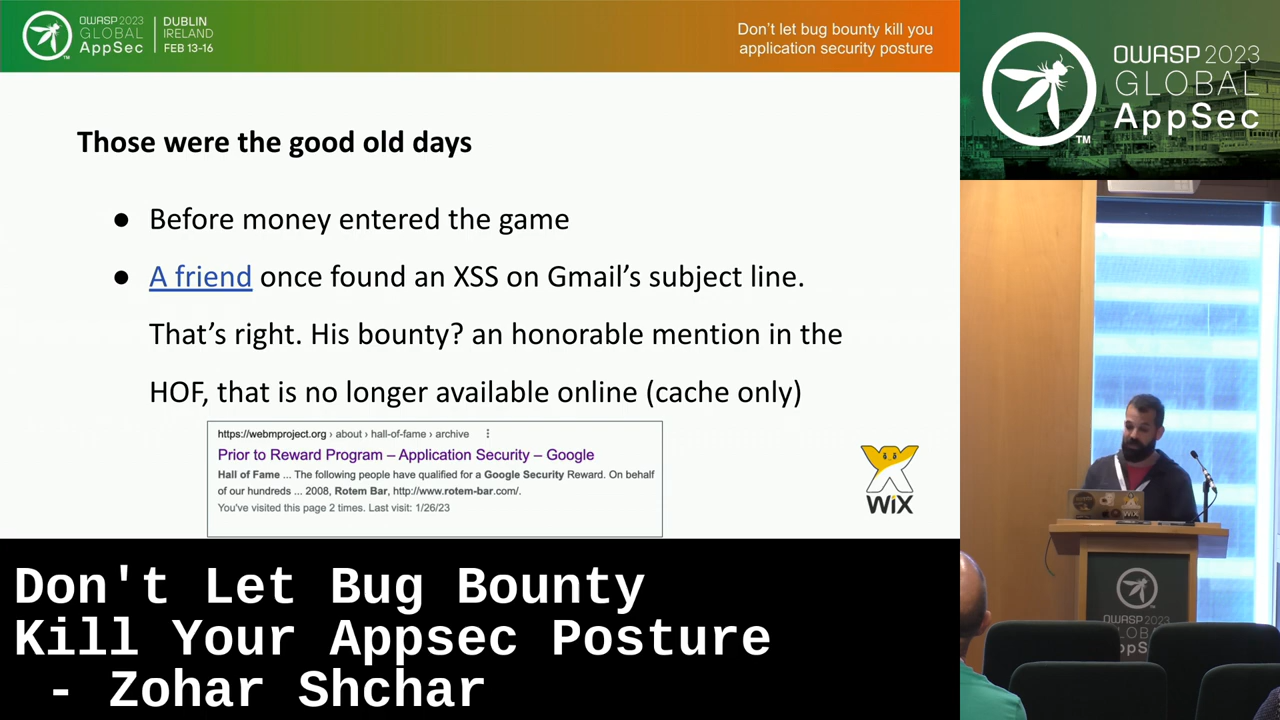 OWASP 2023
GLOBAL
AppSec
TM
DUBLIN
IRELAND
FEB 13-16
Don't let bug bounty kill you
application security posture
Those were the good old days
● Before money entered the game
● A friend once found an XSS on Gmail's subject line.
That's right. His bounty? an honorable mention in the
HOF, that is no longer available online (cache only)
https://webmproject.org › about › hall-of-fame › archive
Prior to Reward Program – Application Security – Google
Hall of Fame ... The following people have qualified for a Google Security Reward. On behalf
of our hundreds ... 2008, Rotem Bar, http://www.rotem-bar.com/.
You've visited this page 2 times. Last visit: 1/26/23
WiX
Don't Let Bug Bounty
Kill Your Appsec Posture
- Zohar Shchar
OWASP 2023
GLOBAL
AppSec
TM
OWASP 2023